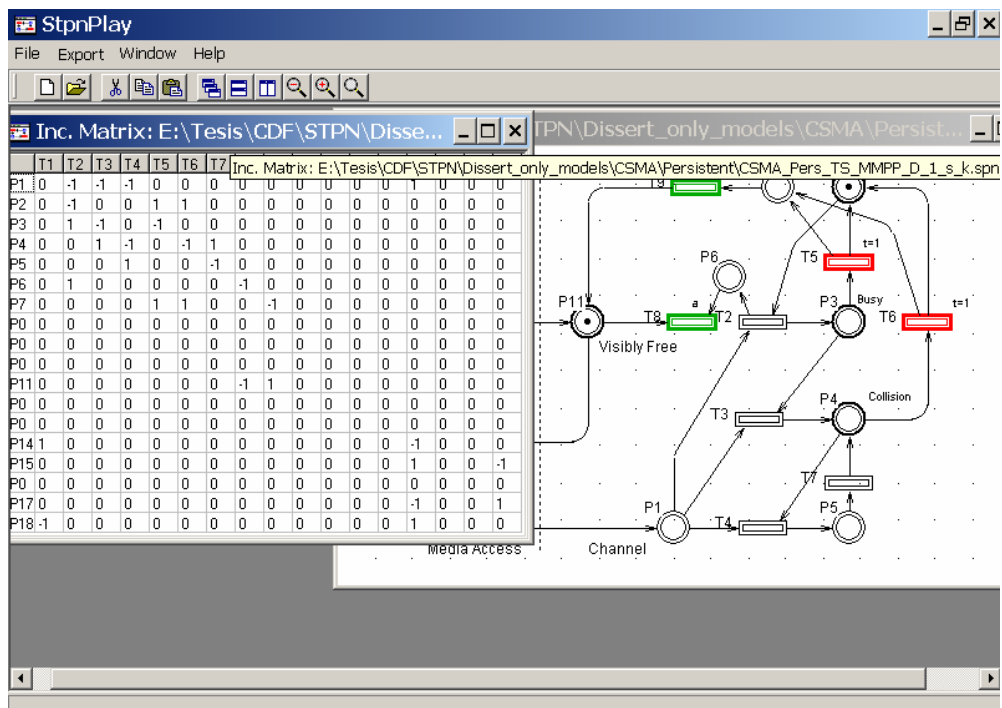 StpnPlay
File Export Window Help
Inc. Matrix: E:\Tesis\CDF\STPN\Disse...
TPN\Dissert_only_models\CSMA\Persist...
T1 T2 T3 T4 T5 T6 T7
Inc. Matrix: E:\Tesis\CDF\STPN\Dissert_only_models\CSMA\Persistent\CSMA_Pers_TS_MMPP_D_1_s_k.spn
P1 0 -1 -1 -1 0 0 0 0 0 0 0 0 0 1 0 0 0
P2 0 -1 0 0 1 1 0 0 0 0 0 0 0 0 0 0 0
P3 0 1 -1 0 -1 0 0 0 0 0 0 0 0 0 0 0 0
P4 0 0 1 -1 0 -1 1 0 0 0 0 0 0 0 0 0 0
P5 0 0 0 1 0 0 -1 0 0 0 0 0 0 0 0 0 0
P6 0 1 0 0 0 0 0 -1 0 0 0 0 0 0 0 0 0
P7 0 0 0 0 1 1 0 0 -1 0 0 0 0 0 0 0 0
P0 0 0 0 0 0 0 0 0 0 0 0 0 0 0 0 0 0
P0 0 0 0 0 0 0 0 0 0 0 0 0 0 0 0 0 0
P0 0 0 0 0 0 0 0 0 0 0 0 0 0 0 0 0 0
P11 0 0 0 0 0 0 0 -1 1 0 0 0 0 0 0 0 0
P0 0 0 0 0 0 0 0 0 0 0 0 0 0 0 0 0 0
P0 0 0 0 0 0 0 0 0 0 0 0 0 0 0 0 0 0
P14 1 0 0 0 0 0 0 0 0 0 0 0 0 -1 0 0 0
P15 0 0 0 0 0 0 0 0 0 0 0 0 0 1 0 0 -1
P0 0 0 0 0 0 0 0 0 0 0 0 0 0 0 0 0 0
P17 0 0 0 0 0 0 0 0 0 0 0 0 0 -1 0 0 1
P18 -1 0 0 0 0 0 0 0 0 0 0 0 0 1 0 0 0
T9
t=1
T5
P6
P11
a
P3
Busy
t=1
T8
T2
T6
Visibly Free
Collision
P4
T3
T7
P1
T4
P5
Media Access
Channel